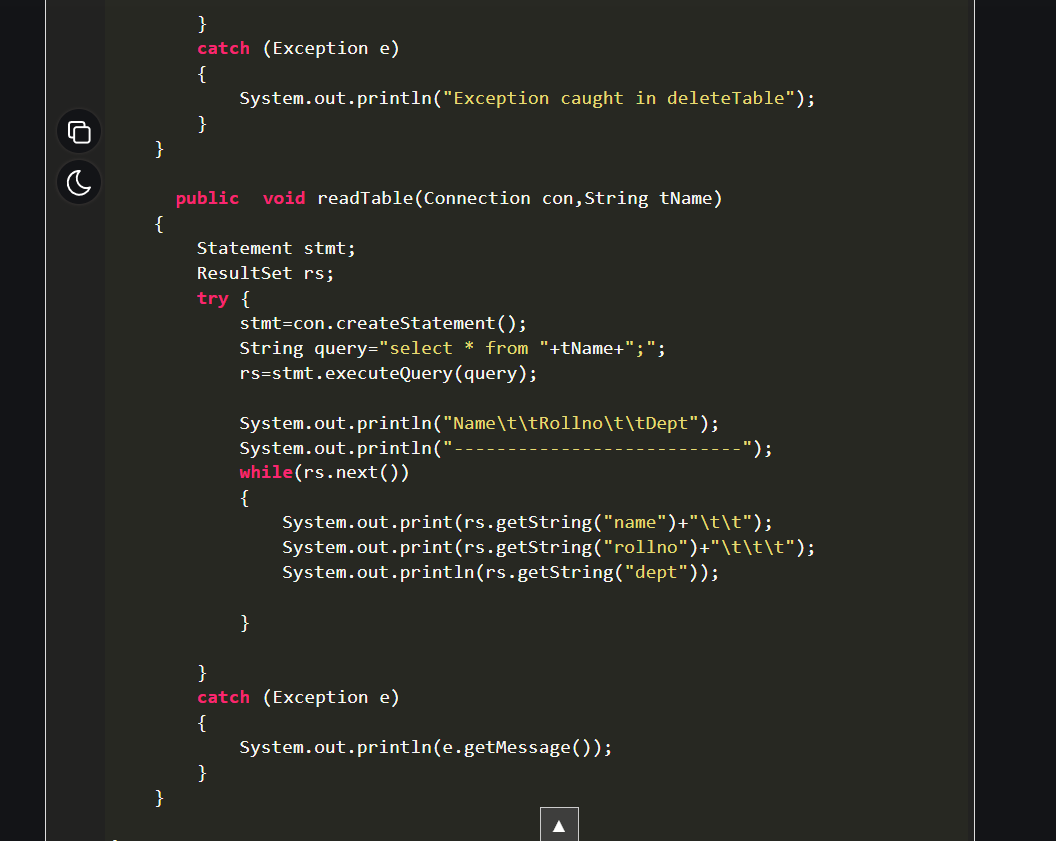 }
catch (Exception e)
{
System.out.println("Exception caught in deleteTable");
}
}
public  void readTable(Connection con,String tName)
{
Statement stmt;
ResultSet rs;
try {
stmt=con.createStatement();
String query="select * from "+tName+";";
rs=stmt.executeQuery(query);
System.out.println("Name\t\tRollno\t\tDept");
System.out.println("---------------------------");
while(rs.next())
{
System.out.print(rs.getString("name")+"\t\t");
System.out.print(rs.getString("rollno")+"\t\t\t");
System.out.println(rs.getString("dept"));
}
}
catch (Exception e)
{
System.out.println(e.getMessage());
}
}